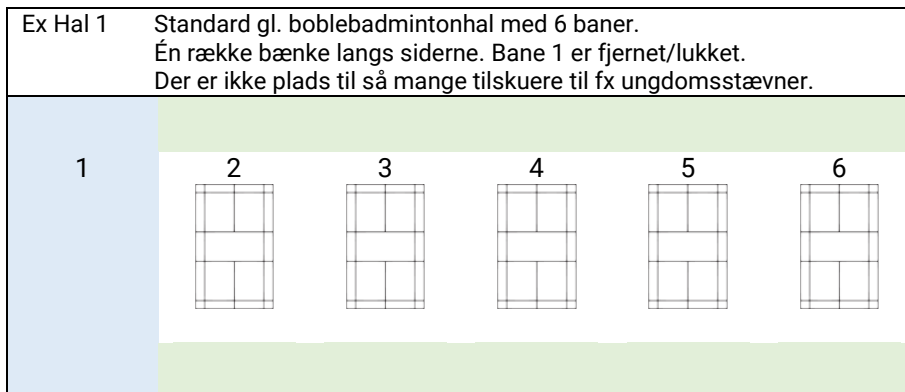 Ex Hal 1 Standard gl. boblebadmintonhal med 6 baner.
Én række bænke langs siderne. Bane 1 er fjernet/lukket.
Der er ikke plads til så mange tilskuere til fx ungdomsstævner.
1 2 3 4 5 6